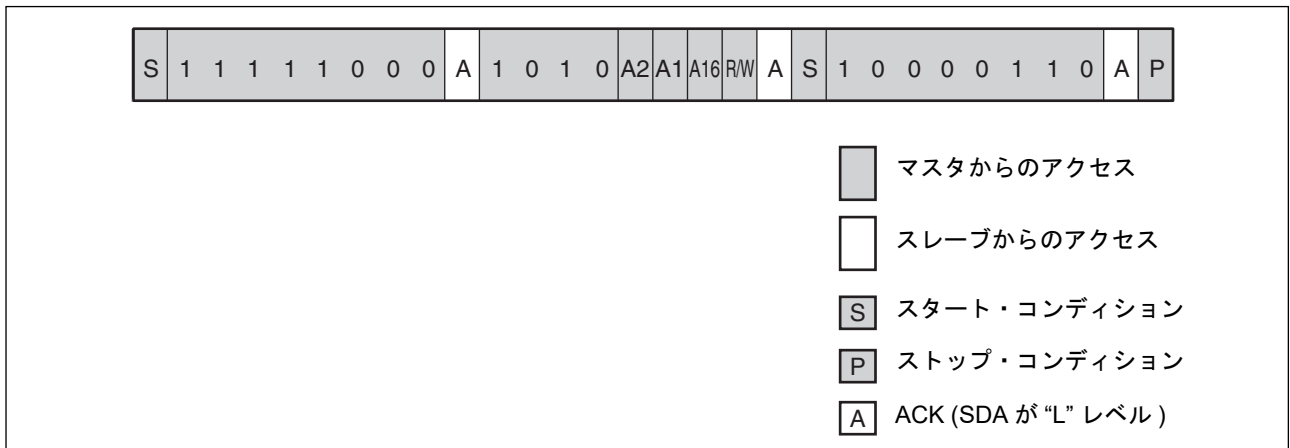 S 1 1 1 1 1 0 0 0 A 1 0 1 0 A2 A1 A16 R/W A S 1 0 0 0 0 1 1 0 A P
マスタからのアクセス
スレーブからのアクセス
S スタート・コンディション
P ストップ・コンディション
A ACK (SDA が “L” レベル )